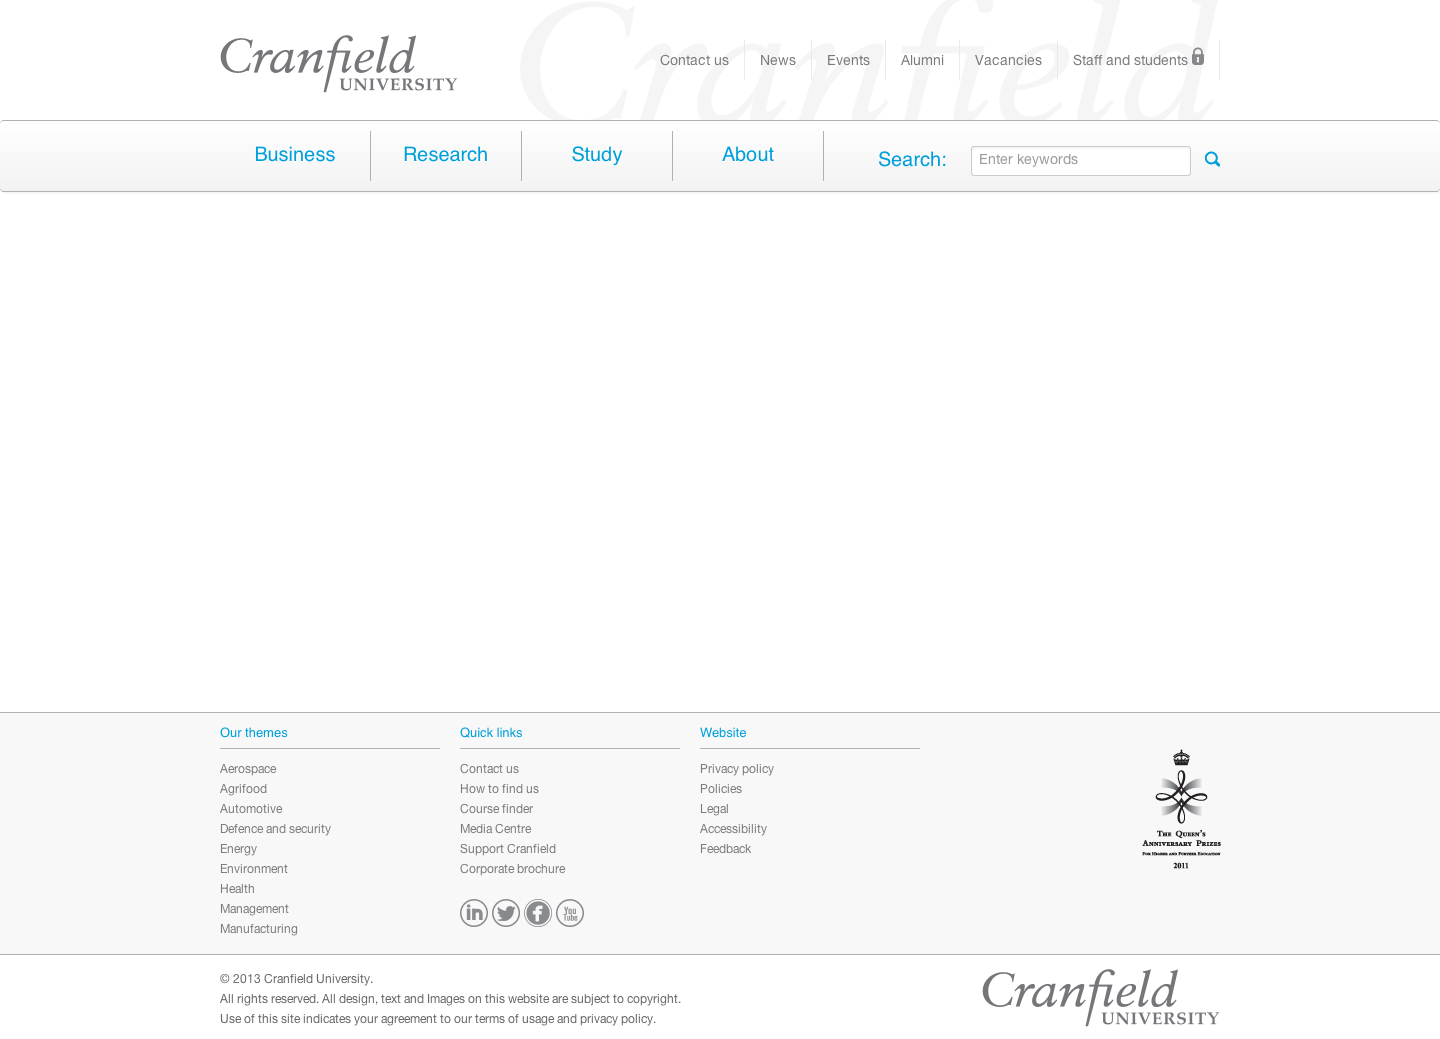 Cranfield
UNIVERSITY
Cranfield
Contact us
News
Events
Alumni
Vacancies
Staff and students
Business
Research
Study
About
Search:
Enter keywords
Our themes
Aerospace
Agrifood
Automotive
Defence and security
Energy
Environment
Health
Management
Manufacturing
Quick links
Contact us
How to find us
Course finder
Media Centre
Support Cranfield
Corporate brochure
in
f
You
Tube
Website
Privacy policy
Policies
Legal
Accessibility
Feedback
The Queen's
Anniversary Prizes
For Higher and Further Education
2011
© 2013 Cranfield University.
All rights reserved. All design, text and Images on this website are subject to copyright.
Use of this site indicates your agreement to our terms of usage and privacy policy.
Cranfield
UNIVERSITY